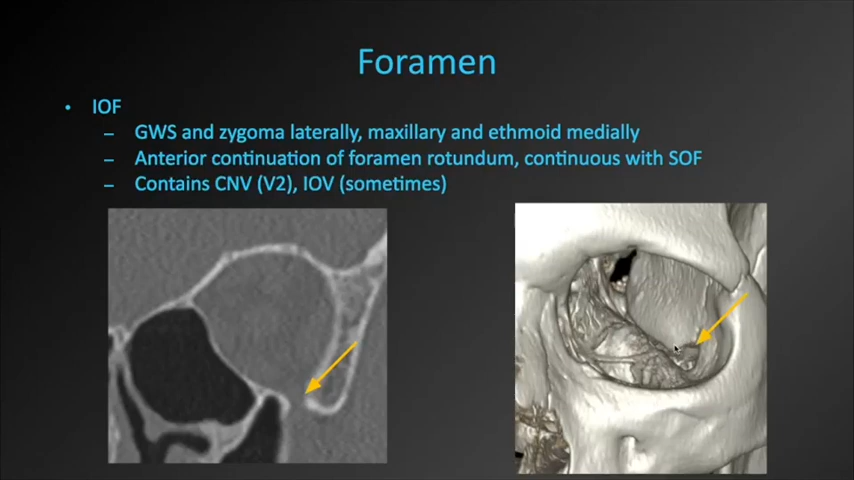 Foramen
• IOF
– GWS and zygoma laterally, maxillary and ethmoid medially
– Anterior continuation of foramen rotundum, continuous with SOF
– Contains CNV (V2), IOV (sometimes)